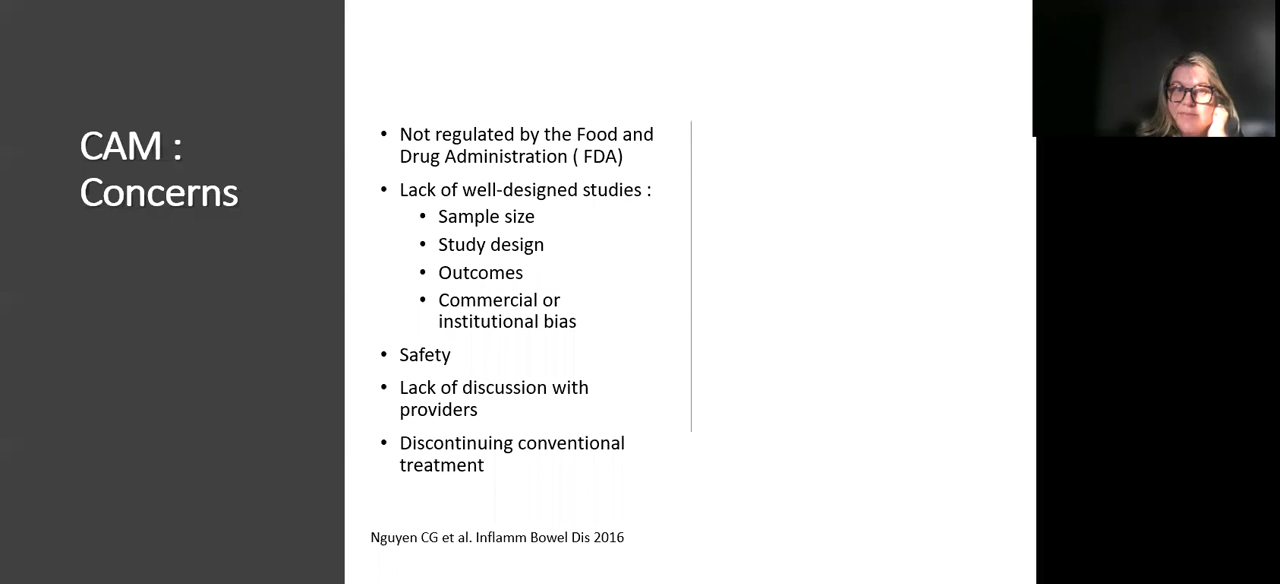 CAM :
Concerns
• Not regulated by the Food and
Drug Administration ( FDA)
• Lack of well-designed studies :
• Sample size
• Study design
• Outcomes
• Commercial or
institutional bias
• Safety
• Lack of discussion with
providers
• Discontinuing conventional
treatment
Nguyen CG et al. Inflamm Bowel Dis 2016